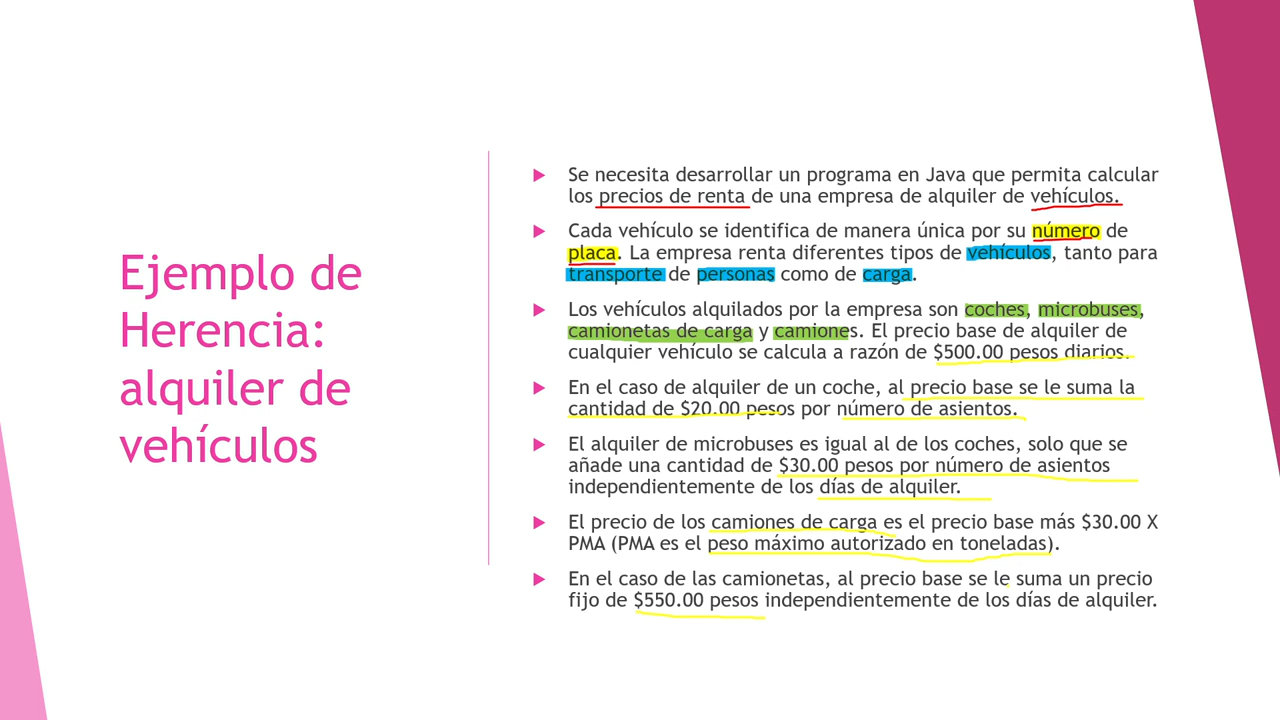 Ejemplo de
Herencia:
alquiler de
vehículos
Se necesita desarrollar un programa en Java que permita calcular
los precios de renta de una empresa de alquiler de vehículos.
Cada vehículo se identifica de manera única por su número de
placa. La empresa renta diferentes tipos de vehículos, tanto para
transporte de personas como de carga.
Los vehículos alquilados por la empresa son coches, microbuses,
camionetas de carga y camiones. El precio base de alquiler de
cualquier vehículo se calcula a razón de $500.00 pesos diarios.
En el caso de alquiler de un coche, al precio base se le suma la
cantidad de $20.00 pesos por número de asientos.
El alquiler de microbuses es igual al de los coches, solo que se
añade una cantidad de $30.00 pesos por número de asientos
independientemente de los días de alquiler.
El precio de los camiones de carga es el precio base más $30.00 X
PMA (PMA es el peso máximo autorizado en toneladas).
En el caso de las camionetas, al precio base se le suma un precio
fijo de $550.00 pesos independientemente de los días de alquiler.